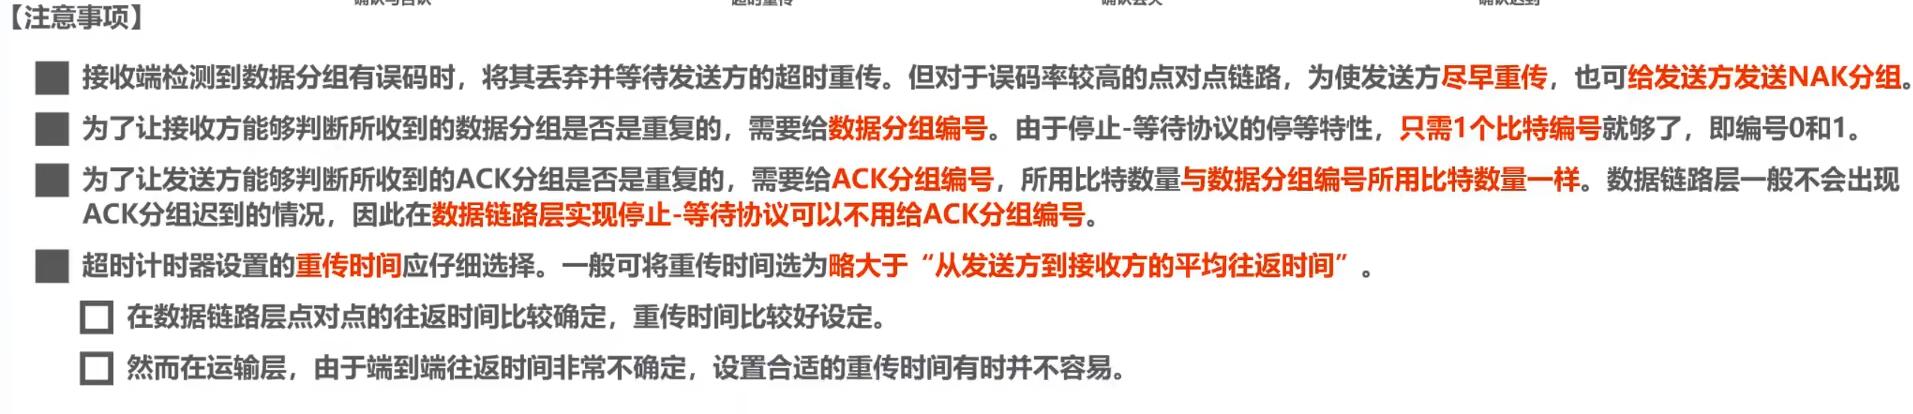 确认与否认 超时重传 确认丢失 确认迟到
【注意事项】
接收端检测到数据分组有误码时，将其丢弃并等待发送方的超时重传。但对于误码率较高的点对点链路，为使发送方尽早重传，也可给发送方发送NAK分组。
为了让接收方能够判断所收到的数据分组是否是重复的，需要给数据分组编号。由于停止-等待协议的停等特性，只需1个比特编号就够了，即编号0和1。
为了让发送方能够判断所收到的ACK分组是否是重复的，需要给ACK分组编号，所用比特数量与数据分组编号所用比特数量一样。数据链路层一般不会出现
ACK分组迟到的情况，因此在数据链路层实现停止-等待协议可以不用给ACK分组编号。
超时计时器设置的重传时间应仔细选择。一般可将重传时间选为略大于“从发送方到接收方的平均往返时间”。
在数据链路层点对点的往返时间比较确定，重传时间比较好设定。
然而在运输层，由于端到端往返时间非常不确定，设置合适的重传时间有时并不容易。